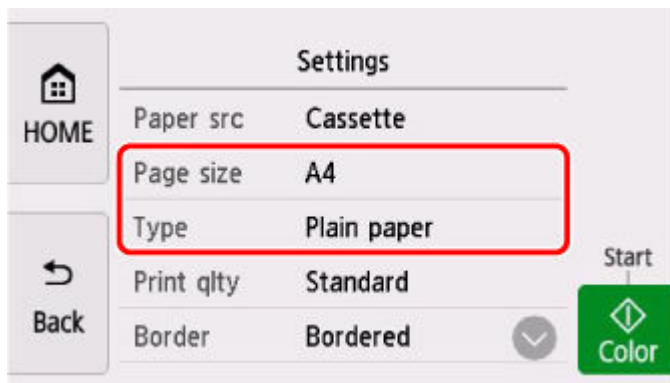 Settings
HOME
Paper src Cassette
Page size A4
Type Plain paper
Print qlty Standard
Border Bordered
Back
Start
Color